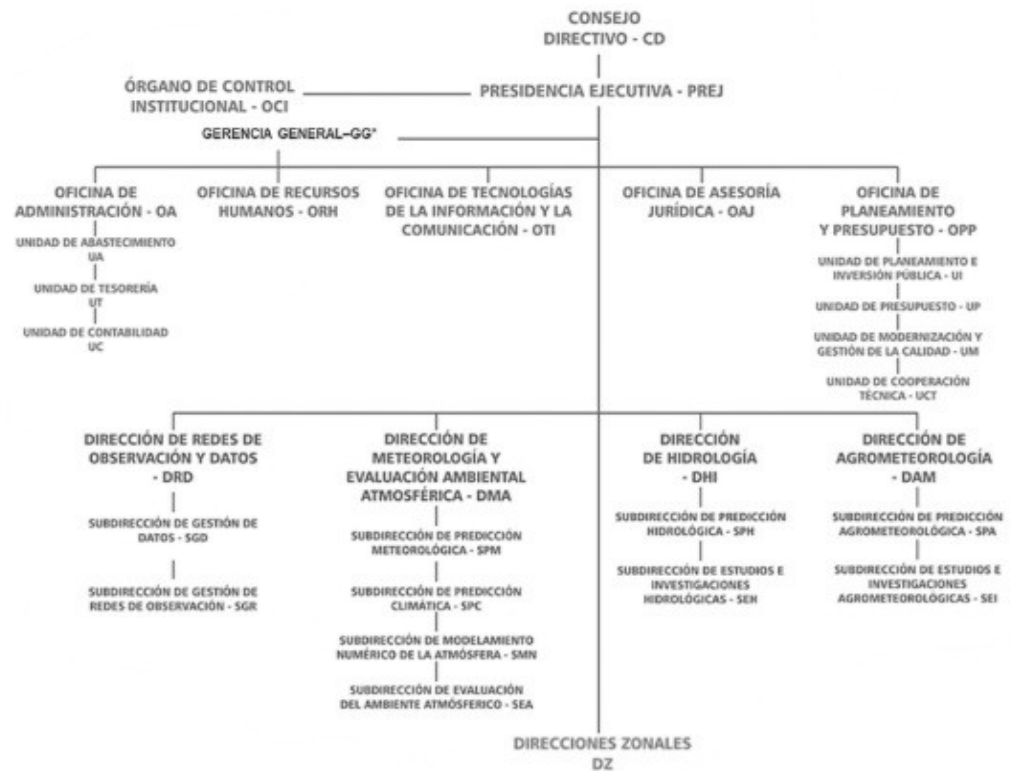 CONSEJO
DIRECTIVO - CD
ÓRGANO DE CONTROL
INSTITUCIONAL - OCI
PRESIDENCIA EJECUTIVA - PREJ
GERENCIA GENERAL–GG*
OFICINA DE
ADMINISTRACIÓN - OA
UNIDAD DE ABASTECIMIENTO
UA
UNIDAD DE TESORERÍA
UT
UNIDAD DE CONTABILIDAD
UC
OFICINA DE RECURSOS
HUMANOS - ORH
OFICINA DE TECNOLOGÍAS
DE LA INFORMACIÓN Y LA
COMUNICACIÓN - OTI
OFICINA DE ASESORÍA
JURÍDICA - OAJ
OFICINA DE
PLANEAMIENTO
Y PRESUPUESTO - OPP
UNIDAD DE PLANEAMIENTO E
INVERSIÓN PÚBLICA - UI
UNIDAD DE PRESUPUESTO - UP
UNIDAD DE MODERNIZACIÓN Y
GESTIÓN DE LA CALIDAD - UM
UNIDAD DE COOPERACIÓN
TÉCNICA - UCT
DIRECCIÓN DE REDES DE
OBSERVACIÓN Y DATOS
- DRD
SUBDIRECCIÓN DE GESTIÓN DE
DATOS - SGD
SUBDIRECCIÓN DE GESTIÓN DE
REDES DE OBSERVACIÓN - SGR
DIRECCIÓN DE
METEOROLOGÍA Y
EVALUACIÓN AMBIENTAL
ATMOSFÉRICA - DMA
SUBDIRECCIÓN DE PREDICCIÓN
METEOROLÓGICA - SPM
SUBDIRECCIÓN DE PREDICCIÓN
CLIMÁTICA - SPC
SUBDIRECCIÓN DE MODELAMIENTO
NUMÉRICO DE LA ATMÓSFERA - SMN
SUBDIRECCIÓN DE EVALUACIÓN
DEL AMBIENTE ATMÓSFERICO - SEA
DIRECCIÓN
DE HIDROLOGÍA
- DHI
SUBDIRECCIÓN DE PREDICCIÓN
HIDROLÓGICA - SPH
SUBDIRECCIÓN DE ESTUDIOS E
INVESTIGACIONES
HIDROLÓGICAS - SEH
DIRECCIÓN DE
AGROMETEOROLOGÍA
- DAM
SUBDIRECCIÓN DE PREDICCIÓN
AGROMETEOROLÓGICA - SPA
SUBDIRECCIÓN DE ESTUDIOS E
INVESTIGACIONES
AGROMETEOROLÓGICAS - SEI
DIRECCIONES ZONALES
DZ